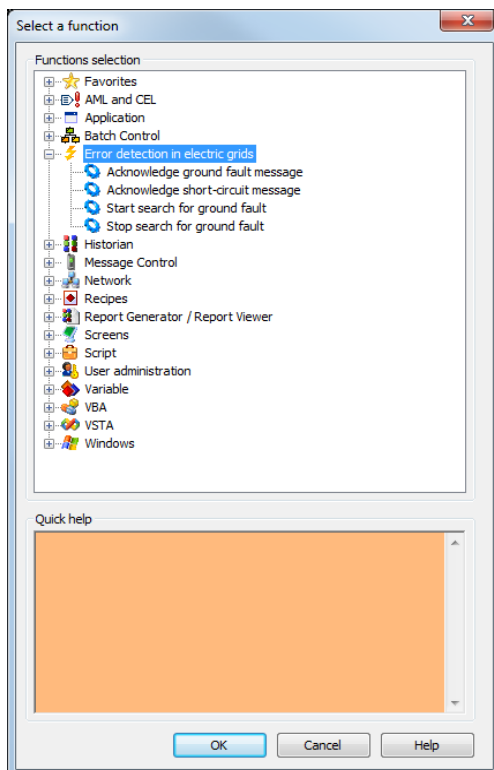 Select a function
Functions selection
Favorites
AML and CEL
Application
Batch Control
Error detection in electric grids
Acknowledge ground fault message
Acknowledge short-circuit message
Start search for ground fault
Stop search for ground fault
Historian
Message Control
Network
Recipes
Report Generator / Report Viewer
Screens
Script
User administration
Variable
VBA
VSTA
Windows
Quick help
OK Cancel Help